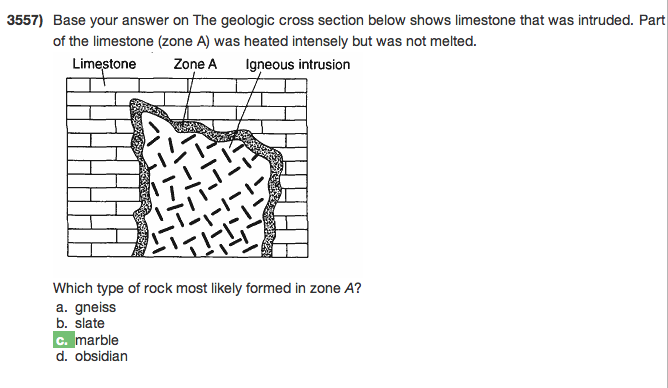 3557) Base your answer on The geologic cross section below shows limestone that was intruded. Part
of the limestone (zone A) was heated intensely but was not melted.
Limestone Zone A Igneous intrusion
Which type of rock most likely formed in zone A?
a. gneiss
b. slate
c. marble
d. obsidian